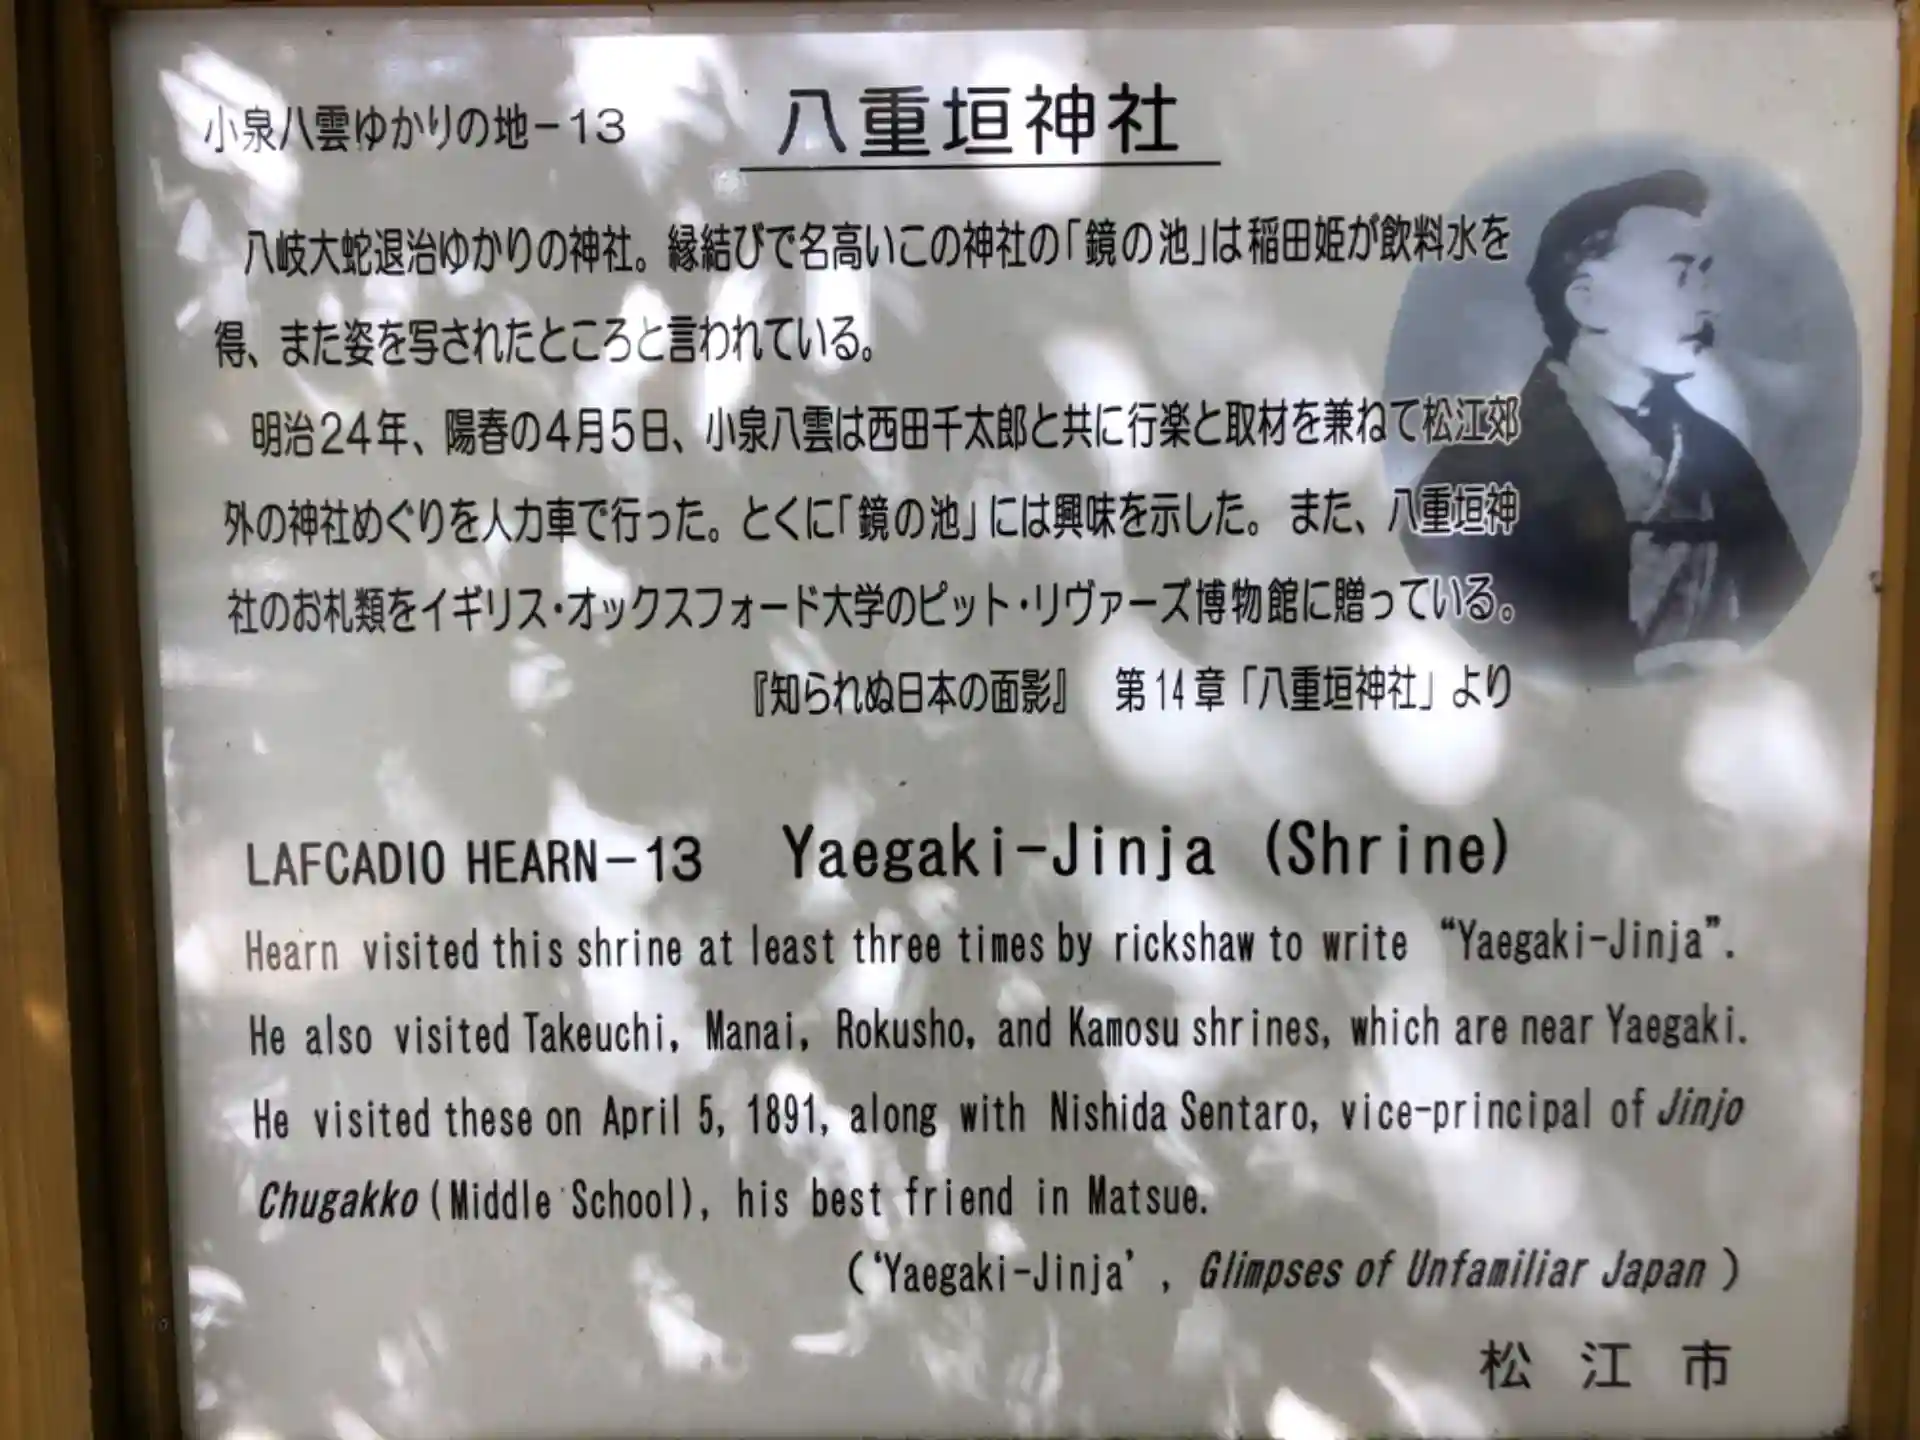 小泉八雲ゆかりの地－13　八重垣神社
八岐大蛇退治ゆかりの神社。縁結びで名高いこの神社の「鏡の池」は稲田姫が飲料水を
得、また姿を写されたところと言われている。
明治24年、陽春の4月5日、小泉八雲は西田千太郎と共に行楽と取材を兼ねて松江郊
外の神社めぐりを人力車で行った。とくに「鏡の池」には興味を示した。また、八重垣神
社のお札類をイギリス・オックスフォード大学のピット・リヴァーズ博物館に贈っている。
『知られぬ日本の面影』　第14章「八重垣神社」より
LAFCADIO HEARN－13　Yaegaki-Jinja (Shrine)
Hearn visited this shrine at least three times by rickshaw to write “Yaegaki-Jinja”.
He also visited Takeuchi, Manai, Rokusho, and Kamosu shrines, which are near Yaegaki.
He visited these on April 5, 1891, along with Nishida Sentaro, vice-principal of Jinjo
Chugakko (Middle School), his best friend in Matsue.
(‘Yaegaki-Jinja’, Glimpses of Unfamiliar Japan)
松江市